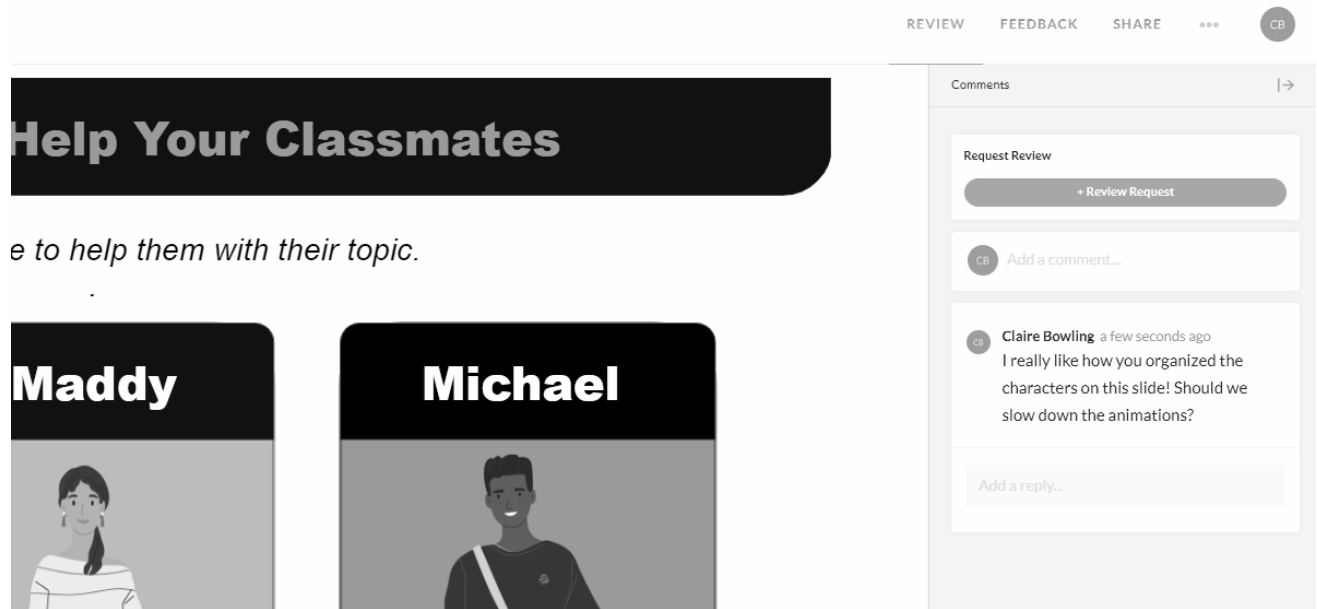 REVIEW FEEDBACK SHARE ••• CB
Comments
Help Your Classmates
Request Review
+ Review Request
e to help them with their topic.
.
CB Add a comment...
Maddy
Michael
CB Claire Bowling a few seconds ago
I really like how you organized the
characters on this slide! Should we
slow down the animations?
Add a reply...